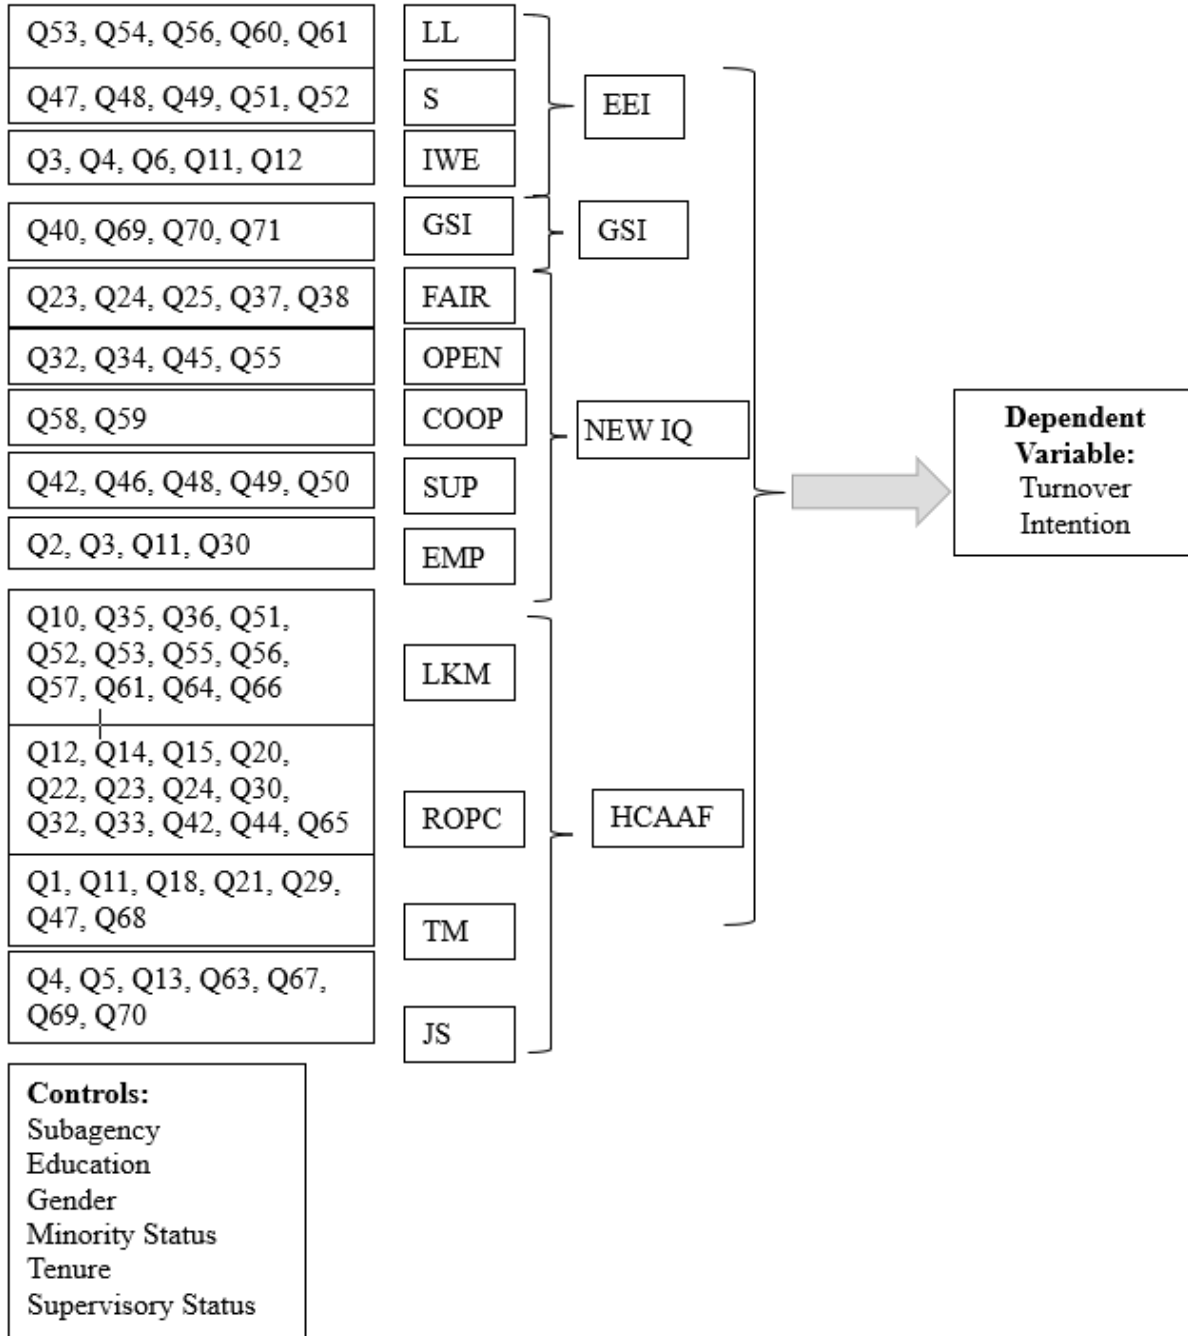 Q53, Q54, Q56, Q60, Q61
LL
Q47, Q48, Q49, Q51, Q52
S
EEI
Q3, Q4, Q6, Q11, Q12
IWE
Q40, Q69, Q70, Q71
GSI
GSI
Q23, Q24, Q25, Q37, Q38
FAIR
Q32, Q34, Q45, Q55
OPEN
Q58, Q59
COOP
NEW IQ
Q42, Q46, Q48, Q49, Q50
SUP
Q2, Q3, Q11, Q30
EMP
Dependent
Variable:
Turnover
Intention
Q10, Q35, Q36, Q51,
Q52, Q53, Q55, Q56,
Q57, Q61, Q64, Q66
LKM
Q12, Q14, Q15, Q20,
Q22, Q23, Q24, Q30,
Q32, Q33, Q42, Q44, Q65
ROPC
HCAAF
Q1, Q11, Q18, Q21, Q29,
Q47, Q68
TM
Q4, Q5, Q13, Q63, Q67,
Q69, Q70
JS
Controls:
Subagency
Education
Gender
Minority Status
Tenure
Supervisory Status